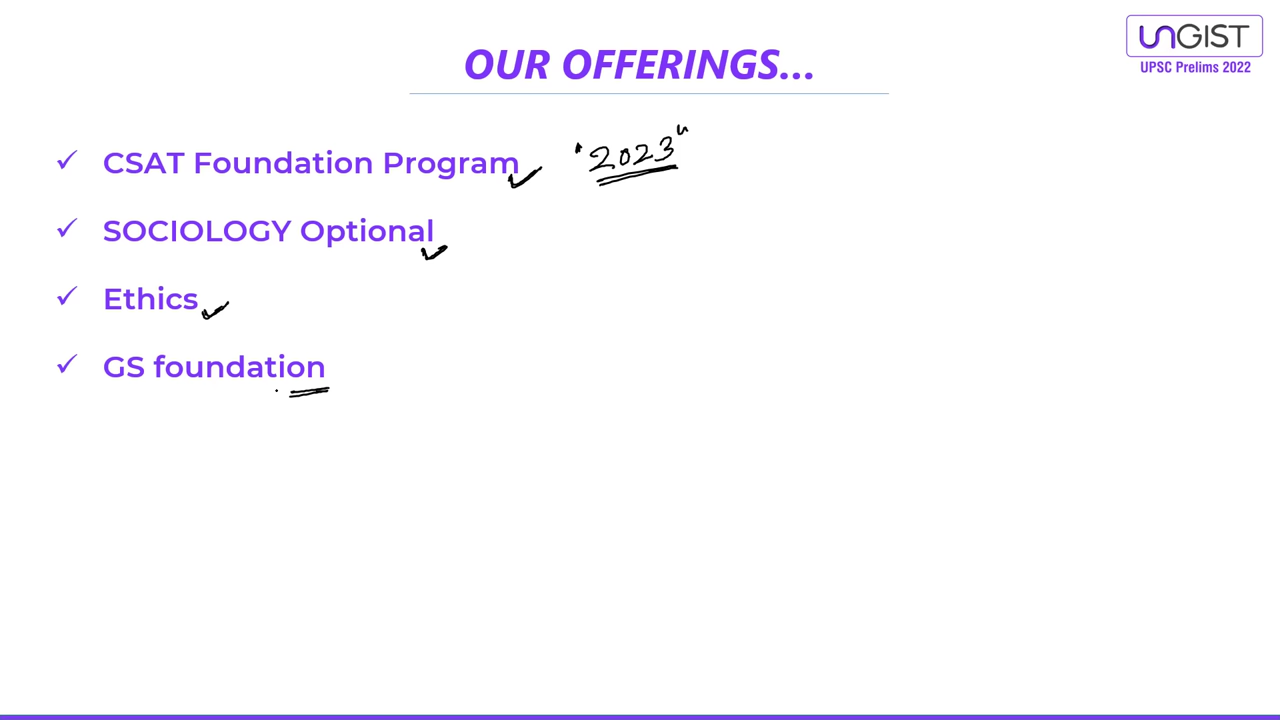 OUR OFFERINGS...
UNGIST
UPSC Prelims 2022
✓ CSAT Foundation Program ✓ "2023"
✓ SOCIOLOGY Optional ✓
✓ Ethics ✓
✓ GS foundation